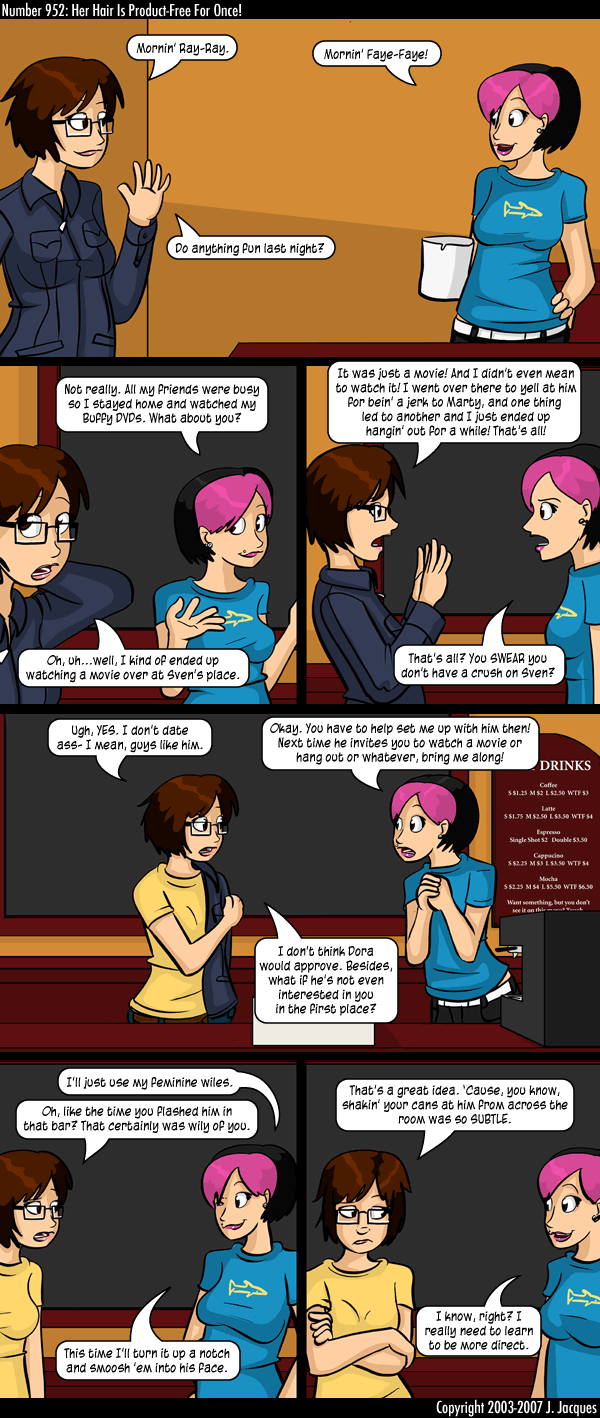 Number 952: Her Hair Is Product-Free For Once!
Mornin' Ray-Ray.
Mornin' Faye-Faye!
Do anything fun last night?
Not really. All my friends were busy
so I stayed home and watched my
Buffy DVDs. What about you?
Oh, uh...well, I kind of ended up
watching a movie over at Sven's place.
It was just a movie! And I didn't even mean
to watch it! I went over there to yell at him
for bein' a jerk to Marty, and one thing
led to another and I just ended up
hangin' out for a while! That's all!
That's all? You SWEAR you
don't have a crush on Sven?
Ugh, YES. I don't date
ass- I mean, guys like him.
Okay. You have to help set me up with him then!
Next time he invites you to watch a movie or
hang out or whatever, bring me along!
I don't think Dora
would approve. Besides,
what if he's not even
interested in you
in the first place?
DRINKS
Coffee
S $1.25 M $2 L $2.50 WTF $3
Latte
S $1.75 M $2.50 L $3.50 WTF $4
Espresso
Single Shot $2 Double $3.50
Cappucino
S $2.25 M $3 L $3.50 WTF $4
Mocha
S $2.25 M $4 L $5.50 WTF $6.50
Want something, but you don't
see it on this menu? Tough
I'll just use my feminine wiles.
Oh, like the time you flashed him in
that bar? That certainly was wily of you.
This time I'll turn it up a notch
and smoosh 'em into his face.
That's a great idea. 'Cause, you know,
shakin' your cans at him from across the
room was so SUBTLE.
I know, right? I
really need to learn
to be more direct.
Copyright 2003-2007 J. Jacques